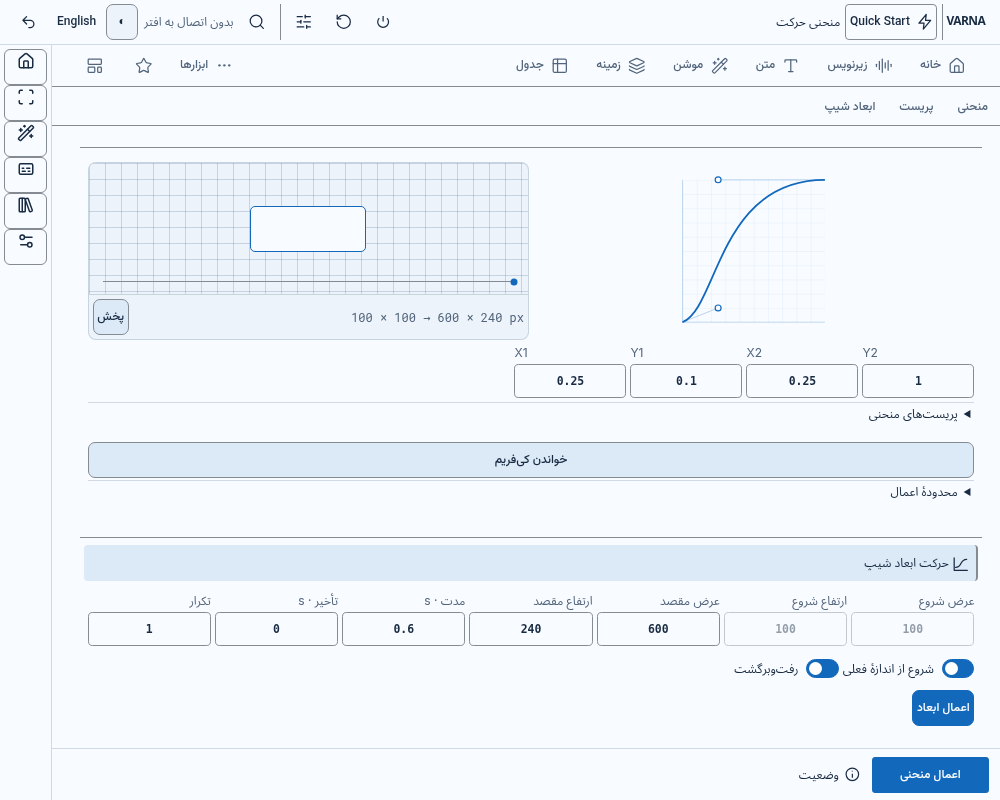 VARNA
Quick Start
منحنی حرکت
بدون اتصال به افتر
English
خانه
زیرنویس
متن
موشن
زمینه
جدول
ابزارها
منحنی
پریست
ابعاد شیپ
پخش
100 × 100 → 600 × 240 px
X1 Y1 X2 Y2
0.25 0.1 0.25 1
پریست‌های منحنی
خواندن کی‌فریم
محدودهٔ اعمال
حرکت ابعاد شیپ
عرض شروع
ارتفاع شروع
عرض مقصد
ارتفاع مقصد
مدت · s
تأخیر · s
تکرار
100
100
600
240
0.6
0
1
شروع از اندازهٔ فعلی
رفت‌وبرگشت
اعمال ابعاد
اعمال منحنی
وضعیت